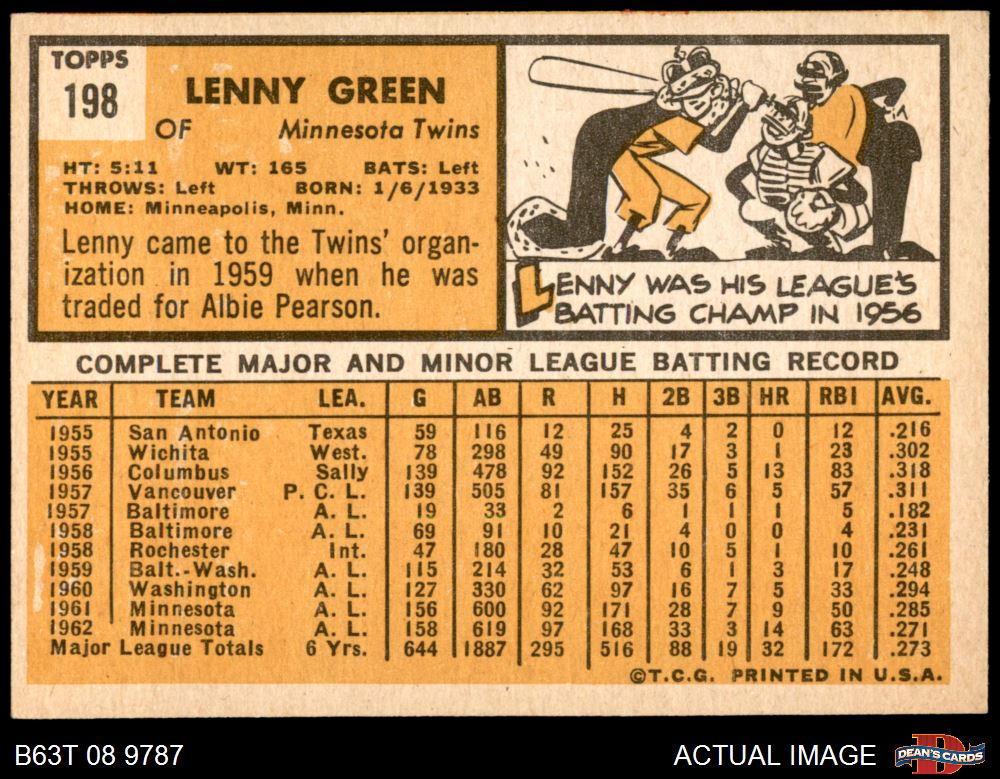 TOPPS
198
LENNY GREEN
OF Minnesota Twins
HT: 5:11 WT: 165 BATS: Left
THROWS: Left BORN: 1/6/1933
HOME: Minneapolis, Minn.
Lenny came to the Twins' organ-
ization in 1959 when he was
traded for Albie Pearson.
LENNY WAS HIS LEAGUE'S
BATTING CHAMP IN 1956
COMPLETE MAJOR AND MINOR LEAGUE BATTING RECORD
YEAR TEAM LEA. G AB R H 2B 3B HR RBI AVG.
1955 San Antonio Texas 59 116 12 25 4 2 0 12 .216
1955 Wichita West. 78 298 49 90 17 3 1 23 .302
1956 Columbus Sally 139 478 92 152 26 5 13 83 .318
1957 Vancouver P. C. L. 139 505 81 157 35 6 5 57 .311
1957 Baltimore A. L. 19 33 2 6 1 1 1 5 .182
1958 Baltimore A. L. 69 91 10 21 4 0 0 4 .231
1958 Rochester Int. 47 180 28 47 10 5 1 10 .261
1959 Balt.-Wash. A. L. 115 214 32 53 6 1 3 17 .248
1960 Washington A. L. 127 330 62 97 16 7 5 33 .294
1961 Minnesota A. L. 156 600 92 171 28 7 9 50 .285
1962 Minnesota A. L. 158 619 97 168 33 3 14 63 .271
Major League Totals 6 Yrs. 644 1887 295 516 88 19 32 172 .273
©T.C.G. PRINTED IN U.S.A.
B63T 08 9787
ACTUAL IMAGE
D
DEAN'S CARDS